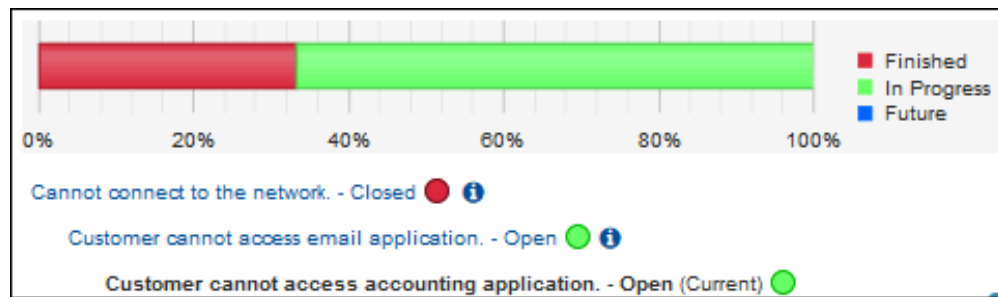 Finished
In Progress
Future
0% 20% 40% 60% 80% 100%
Cannot connect to the network. - Closed
Customer cannot access email application. - Open
Customer cannot access accounting application. - Open (Current)